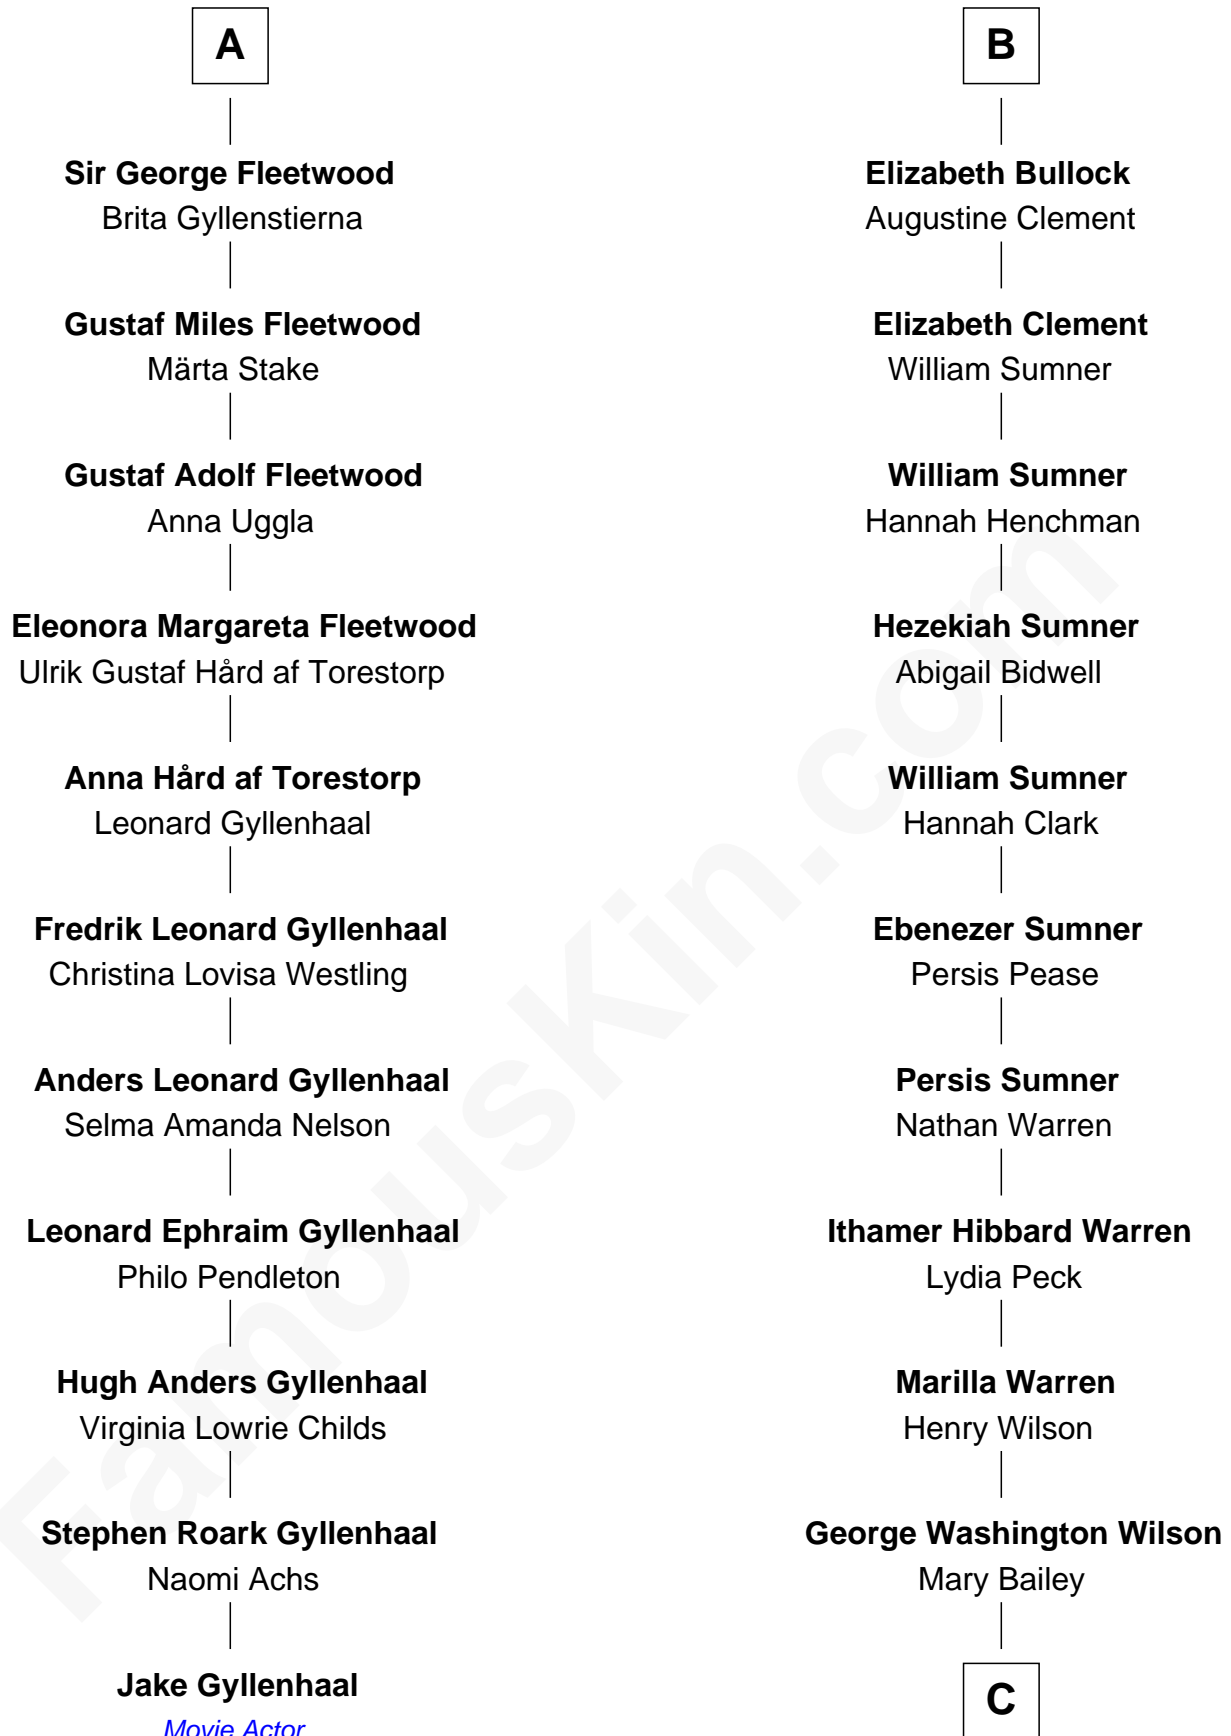 A
Sir George Fleetwood
Brita Gyllenstierna
Gustaf Miles Fleetwood
Märta Stake
Gustaf Adolf Fleetwood
Anna Uggla
Eleonora Margareta Fleetwood
Ulrik Gustaf Hård af Torestorp
Anna Hård af Torestorp
Leonard Gyllenhaal
Fredrik Leonard Gyllenhaal
Christina Lovisa Westling
Anders Leonard Gyllenhaal
Selma Amanda Nelson
Leonard Ephraim Gyllenhaal
Philo Pendleton
Hugh Anders Gyllenhaal
Virginia Lowrie Childs
Stephen Roark Gyllenhaal
Naomi Achs
Jake Gyllenhaal
Movie Actor
B
Elizabeth Bullock
Augustine Clement
Elizabeth Clement
William Sumner
William Sumner
Hannah Henchman
Hezekiah Sumner
Abigail Bidwell
William Sumner
Hannah Clark
Ebenezer Sumner
Persis Pease
Persis Sumner
Nathan Warren
Ithamer Hibbard Warren
Lydia Peck
Marilla Warren
Henry Wilson
George Washington Wilson
Mary Bailey
C
FamousKin.com